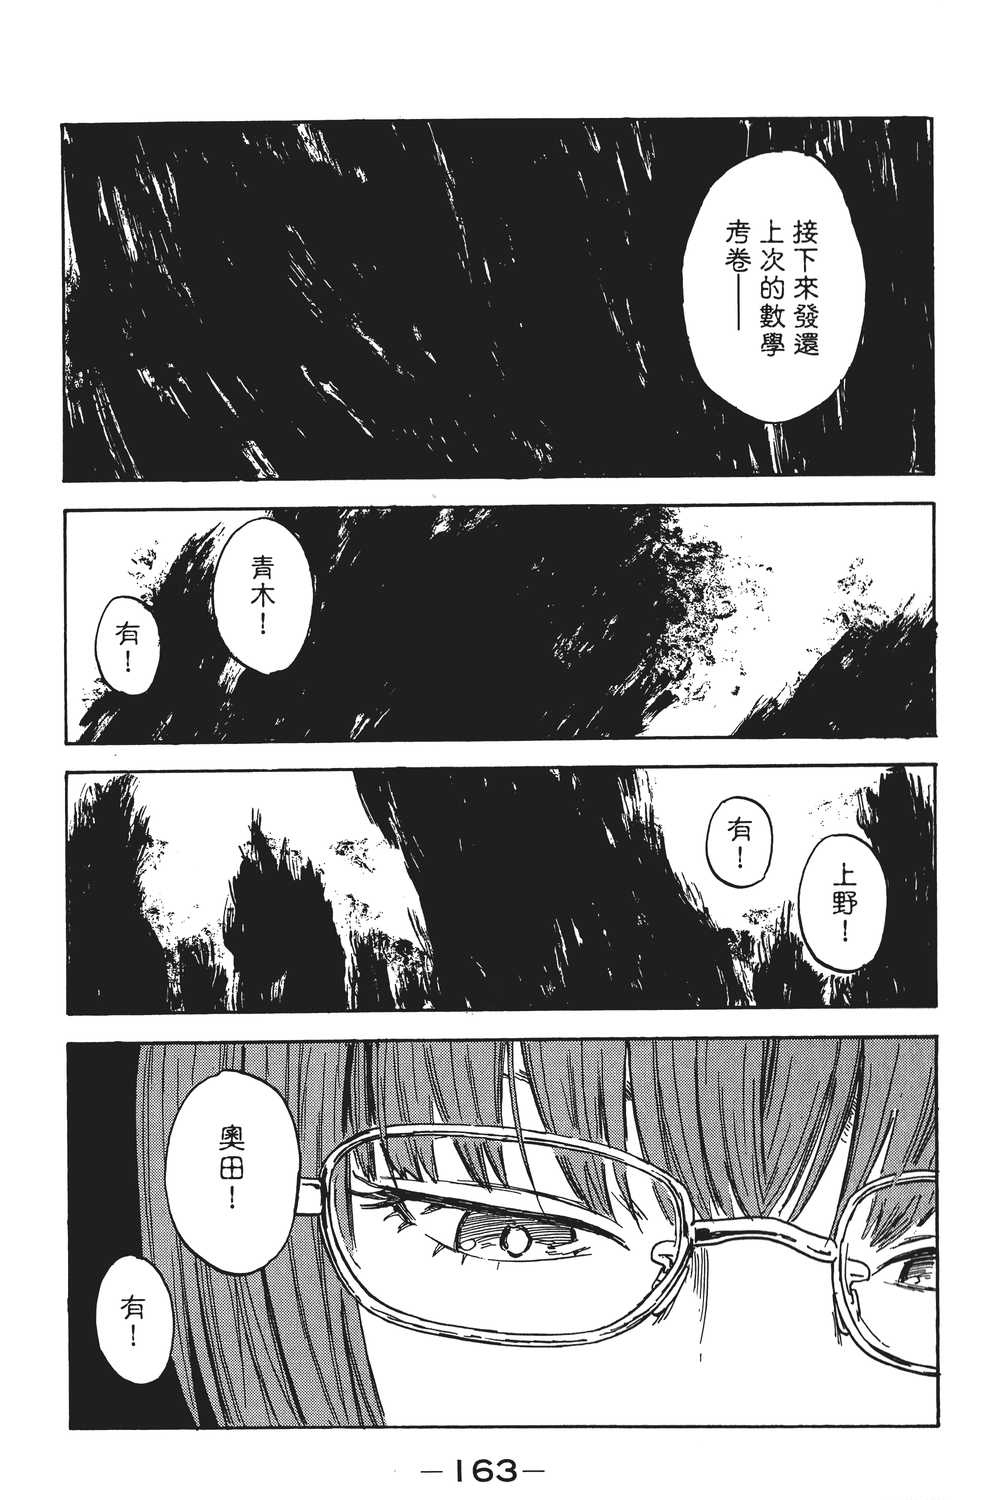 接下來發還
上次的數學
考卷——
青木！
有！
上野！
有！
奧田！
有！
—163—